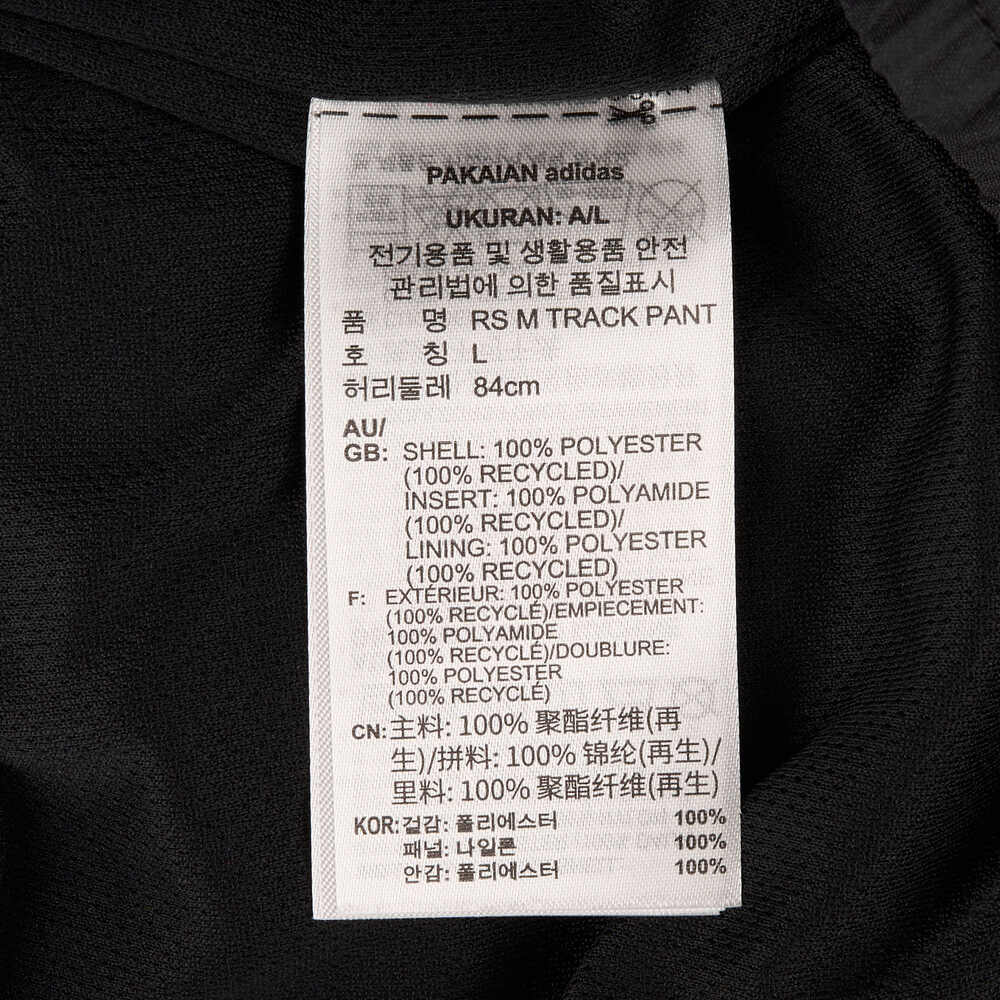 PAKAIAN adidas
UKURAN: A/L
전기용품 및 생활용품 안전
관리법에 의한 품질표시
품 명 RS M TRACK PANT
호 칭 L
허리둘레 84cm
AU/
GB: SHELL: 100% POLYESTER
(100% RECYCLED)/
INSERT: 100% POLYAMIDE
(100% RECYCLED)/
LINING: 100% POLYESTER
(100% RECYCLED)
F: EXTÉRIEUR: 100% POLYESTER
(100% RECYCLÉ)/EMPIECEMENT:
100% POLYAMIDE
(100% RECYCLÉ)/DOUBLURE:
100% POLYESTER
(100% RECYCLÉ)
CN: 主料: 100% 聚酯纤维(再
生)/拼料: 100% 锦纶(再生)/
里料: 100% 聚酯纤维(再生)
KOR: 겉감: 폴리에스터 100%
패널: 나일론 100%
안감: 폴리에스터 100%